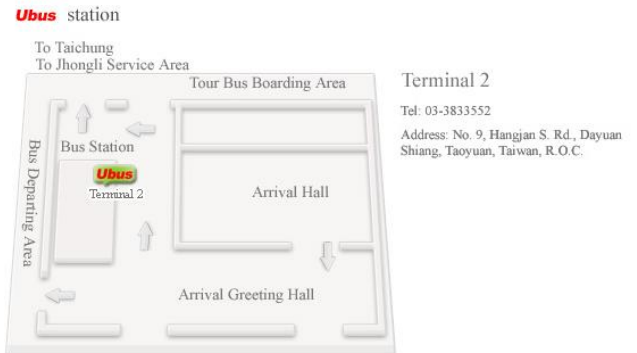 Ubus station
To Taichung
To Jhongli Service Area
Tour Bus Boarding Area
Terminal 2
Tel: 03-3833552
Address: No. 9, Hangjan S. Rd., Dayuan
Shiang, Taoyuan, Taiwan, R.O.C.
Bus Station
Bus Departing Area
Ubus
Terminal 2
Arrival Hall
Arrival Greeting Hall